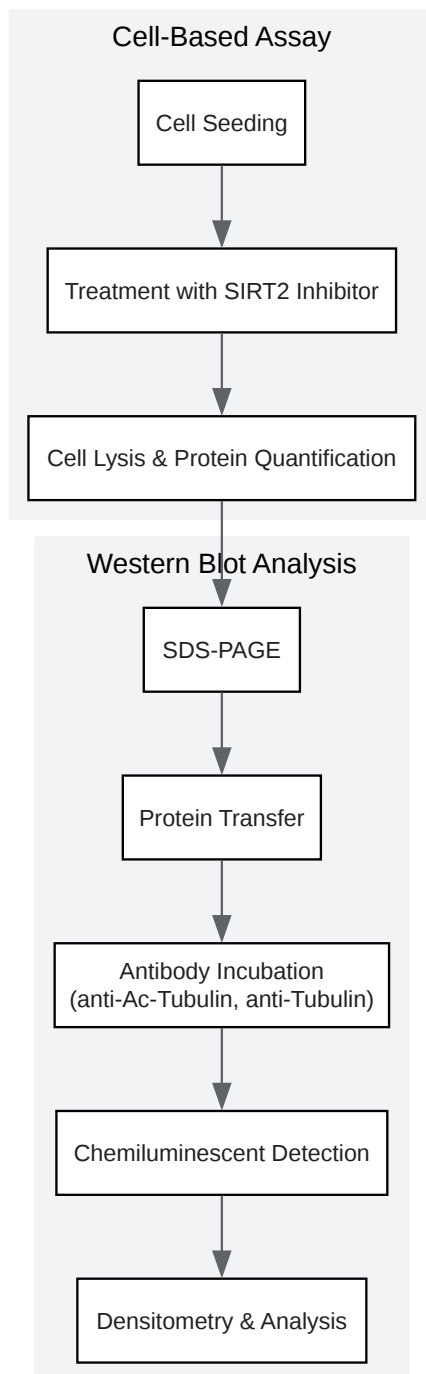 Cell-Based Assay
Cell Seeding
Treatment with SIRT2 Inhibitor
Cell Lysis & Protein Quantification
Western Blot Analysis
SDS-PAGE
Protein Transfer
Antibody Incubation
(anti-Ac-Tubulin, anti-Tubulin)
Chemiluminescent Detection
Densitometry & Analysis